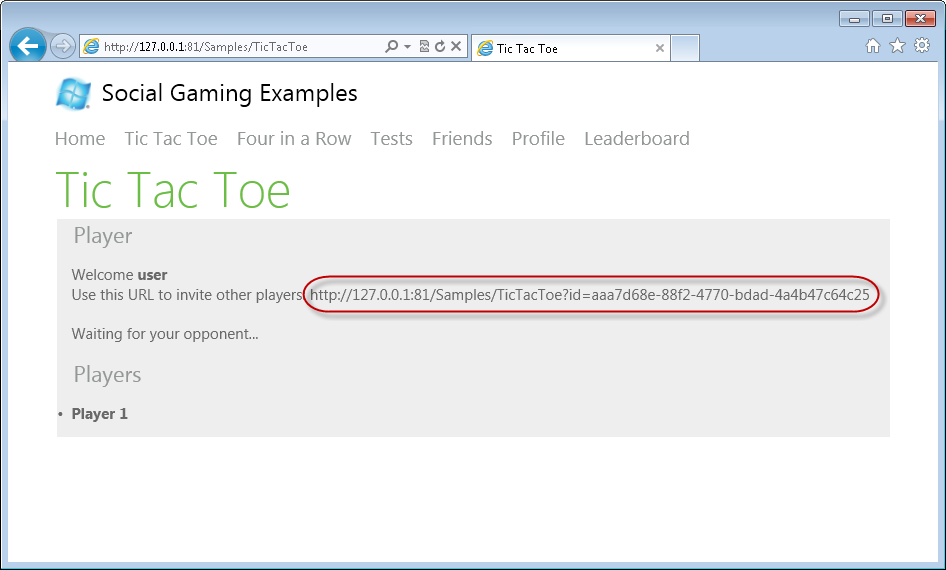 http://127.0.0.1:81/Samples/TicTacToe
Tic Tac Toe
Social Gaming Examples
Home Tic Tac Toe Four in a Row Tests Friends Profile Leaderboard
Tic Tac Toe
Player
Welcome user
Use this URL to invite other players http://127.0.0.1:81/Samples/TicTacToe?id=aaa7d68e-88f2-4770-bdad-4a4b47c64c25
Waiting for your opponent...
Players
• Player 1